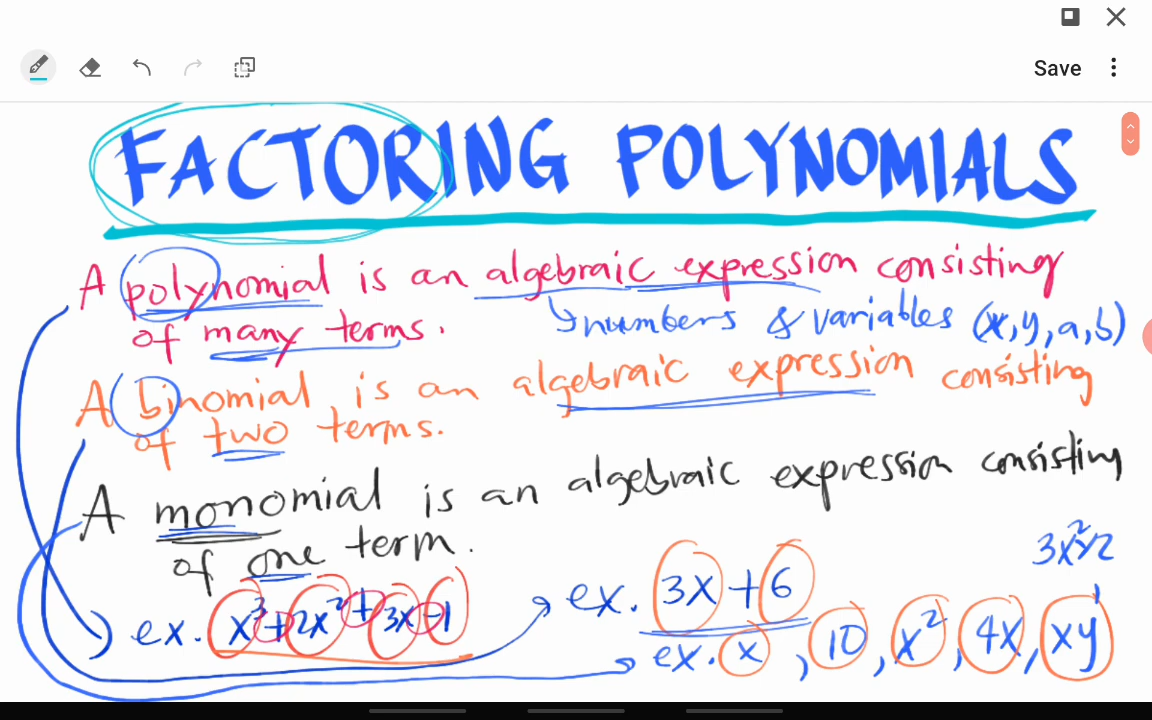 Save
FACTORING POLYNOMIALS
A polynomial is an algebraic expression consisting
of many terms.
numbers & variables (x, y, a, b)
A binomial is an algebraic expression consisting
of two terms.
A monomial is an algebraic expression consisting
of one term.
ex. x³+2x²+3x-1
ex. 3x+6
ex. x, 10, x², 4x, xy